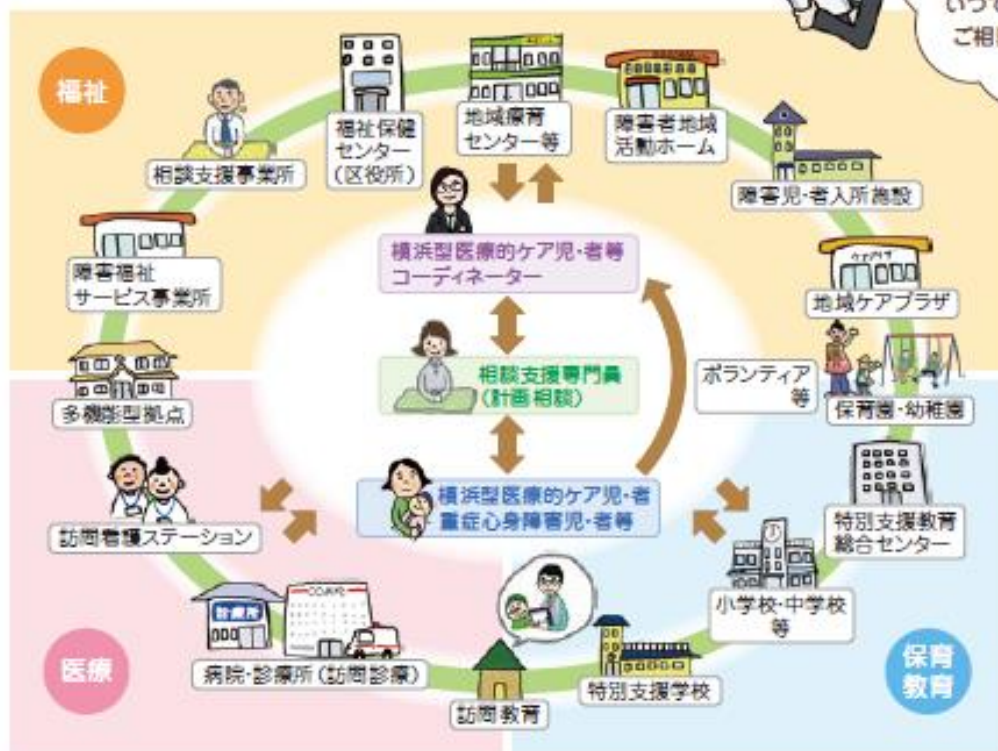 いつで
ご相
福祉
相談支援事業所
福祉保健
センター
(区役所)
地域療育
センター等
障害者地域
活動ホーム
障害児・者入所施設
障害福祉
サービス事業所
横浜型医療的ケア児・者等
コーディネーター
地域ケアプラザ
相談支援専門員
(計画相談)
ボランティア
等
保育園・幼稚園
多機能型拠点
訪問看護ステーション
横浜型医療的ケア児・者
重症心身障害児・者等
特別支援教育
総合センター
小学校・中学校
等
診療所
病院・診療所(訪問診療)
訪問教育
特別支援学校
医療
保育
教育